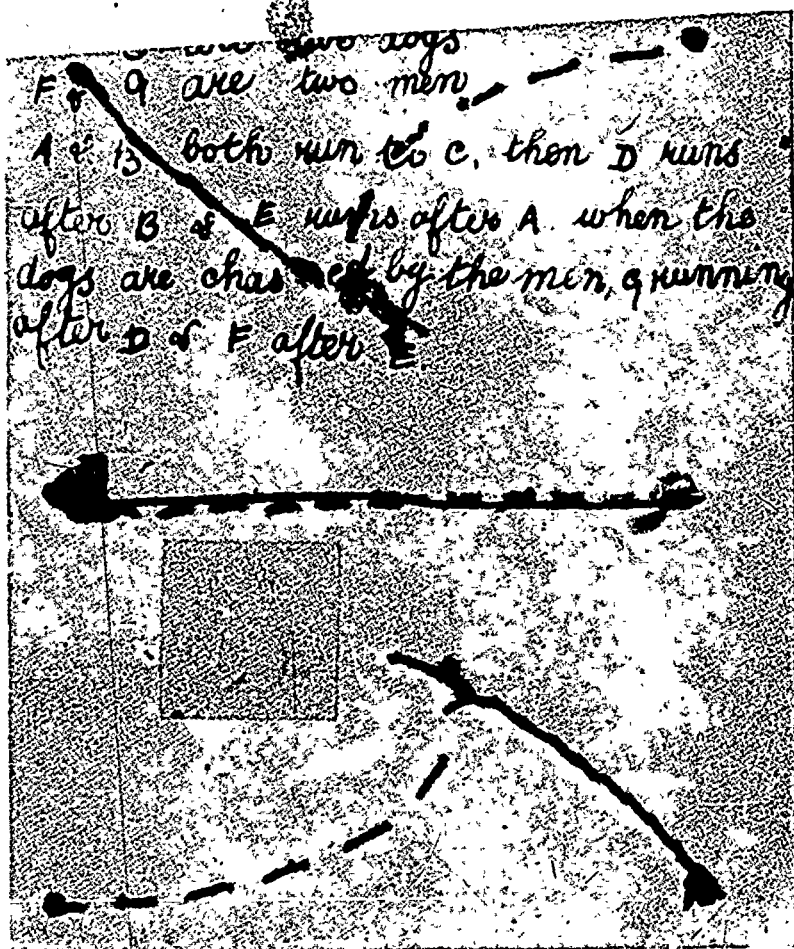 two dogs
F & G are two men
A & B both run to C, then D runs
after B & E runs after A when the
dogs are chased by the men, G running
after D & F after E